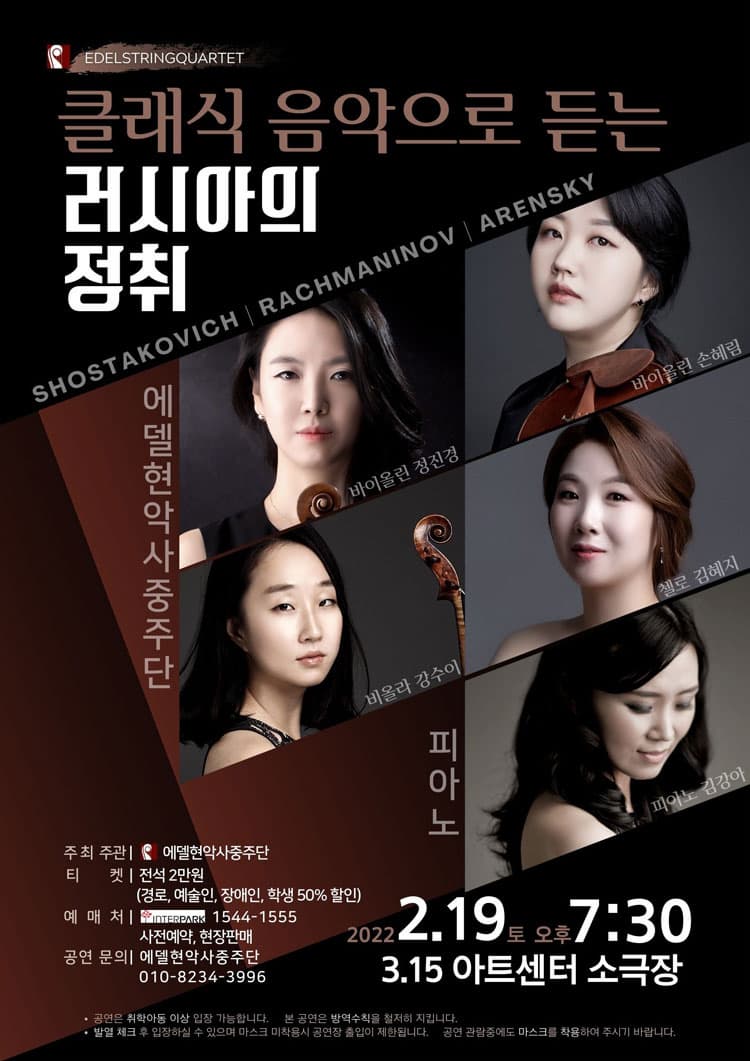 EDELSTRINGQUARTET
클래식 음악으로 듣는
러시아의
정취
SHOSTAKOVICH | RACHMANINOV | ARENSKY
에델현악사중주단
바이올린 손혜림
바이올린 정진경
첼로 김혜지
비올라 강수이
피아노
피아노 김강아
주최 주관 | 에델현악사중주단
티 켓 | 전석 2만원
(경로, 예술인, 장애인, 학생 50% 할인)
예 매 처 | INTERPARK 1544-1555
사전예약, 현장판매
공연 문의 | 에델현악사중주단
010-8234-3996
2022 2.19 토 오후 7:30
3.15 아트센터 소극장
• 공연은 취학아동 이상 입장 가능합니다. 본 공연은 방역수칙을 철저히 지킵니다.
• 발열 체크 후 입장하실 수 있으며 마스크 미착용시 공연장 출입이 제한됩니다. 공연 관람중에도 마스크를 착용하여 주시기 바랍니다.